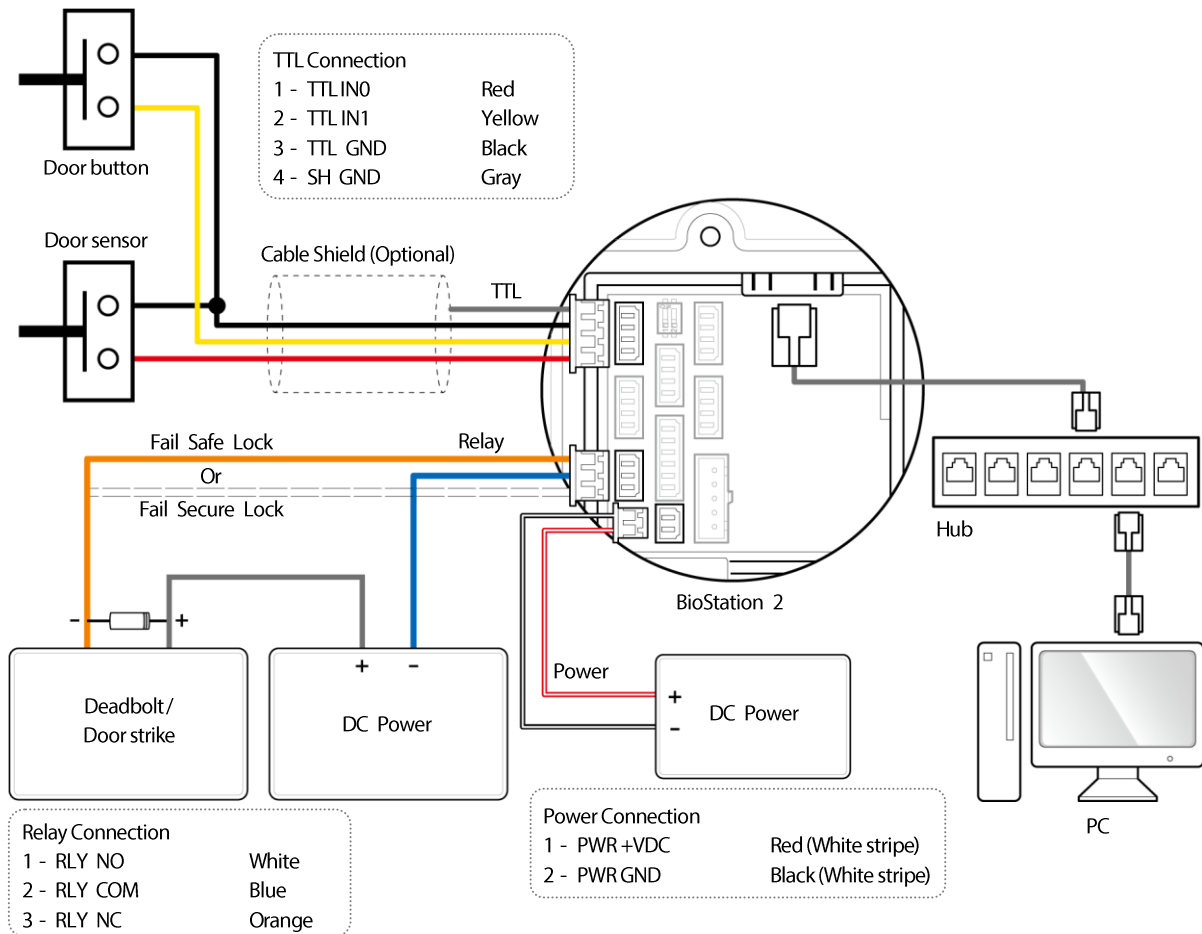 TTL Connection
1 - TTL IN0 Red
2 - TTL IN1 Yellow
3 - TTL GND Black
4 - SH GND Gray
Door button
Door sensor
Cable Shield (Optional)
TTL
Fail Safe Lock
Relay
Or
Fail Secure Lock
Hub
BioStation 2
- +
+ -
Deadbolt /
Door strike
DC Power
Power
+
-
DC Power
PC
Relay Connection
1 - RLY NO White
2 - RLY COM Blue
3 - RLY NC Orange
Power Connection
1 - PWR +VDC Red (White stripe)
2 - PWR GND Black (White stripe)